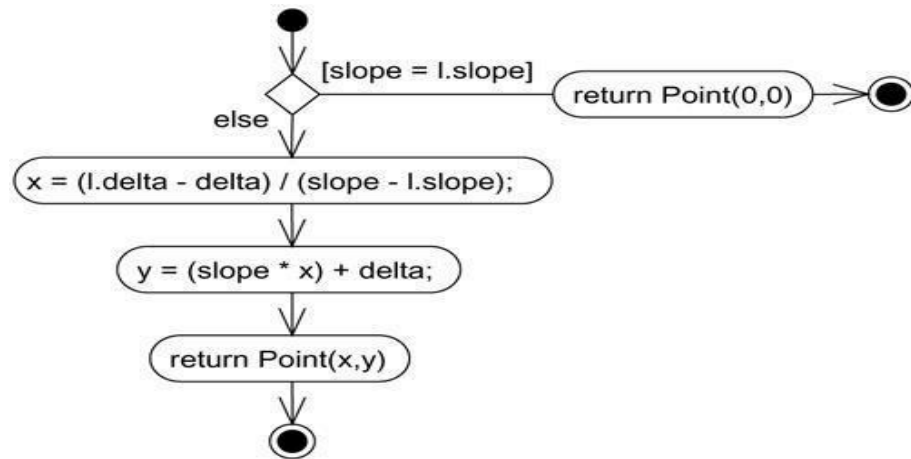 [slope = l.slope]
return Point(0,0)
else
x = (l.delta - delta) / (slope - l.slope);
y = (slope * x) + delta;
return Point(x,y)